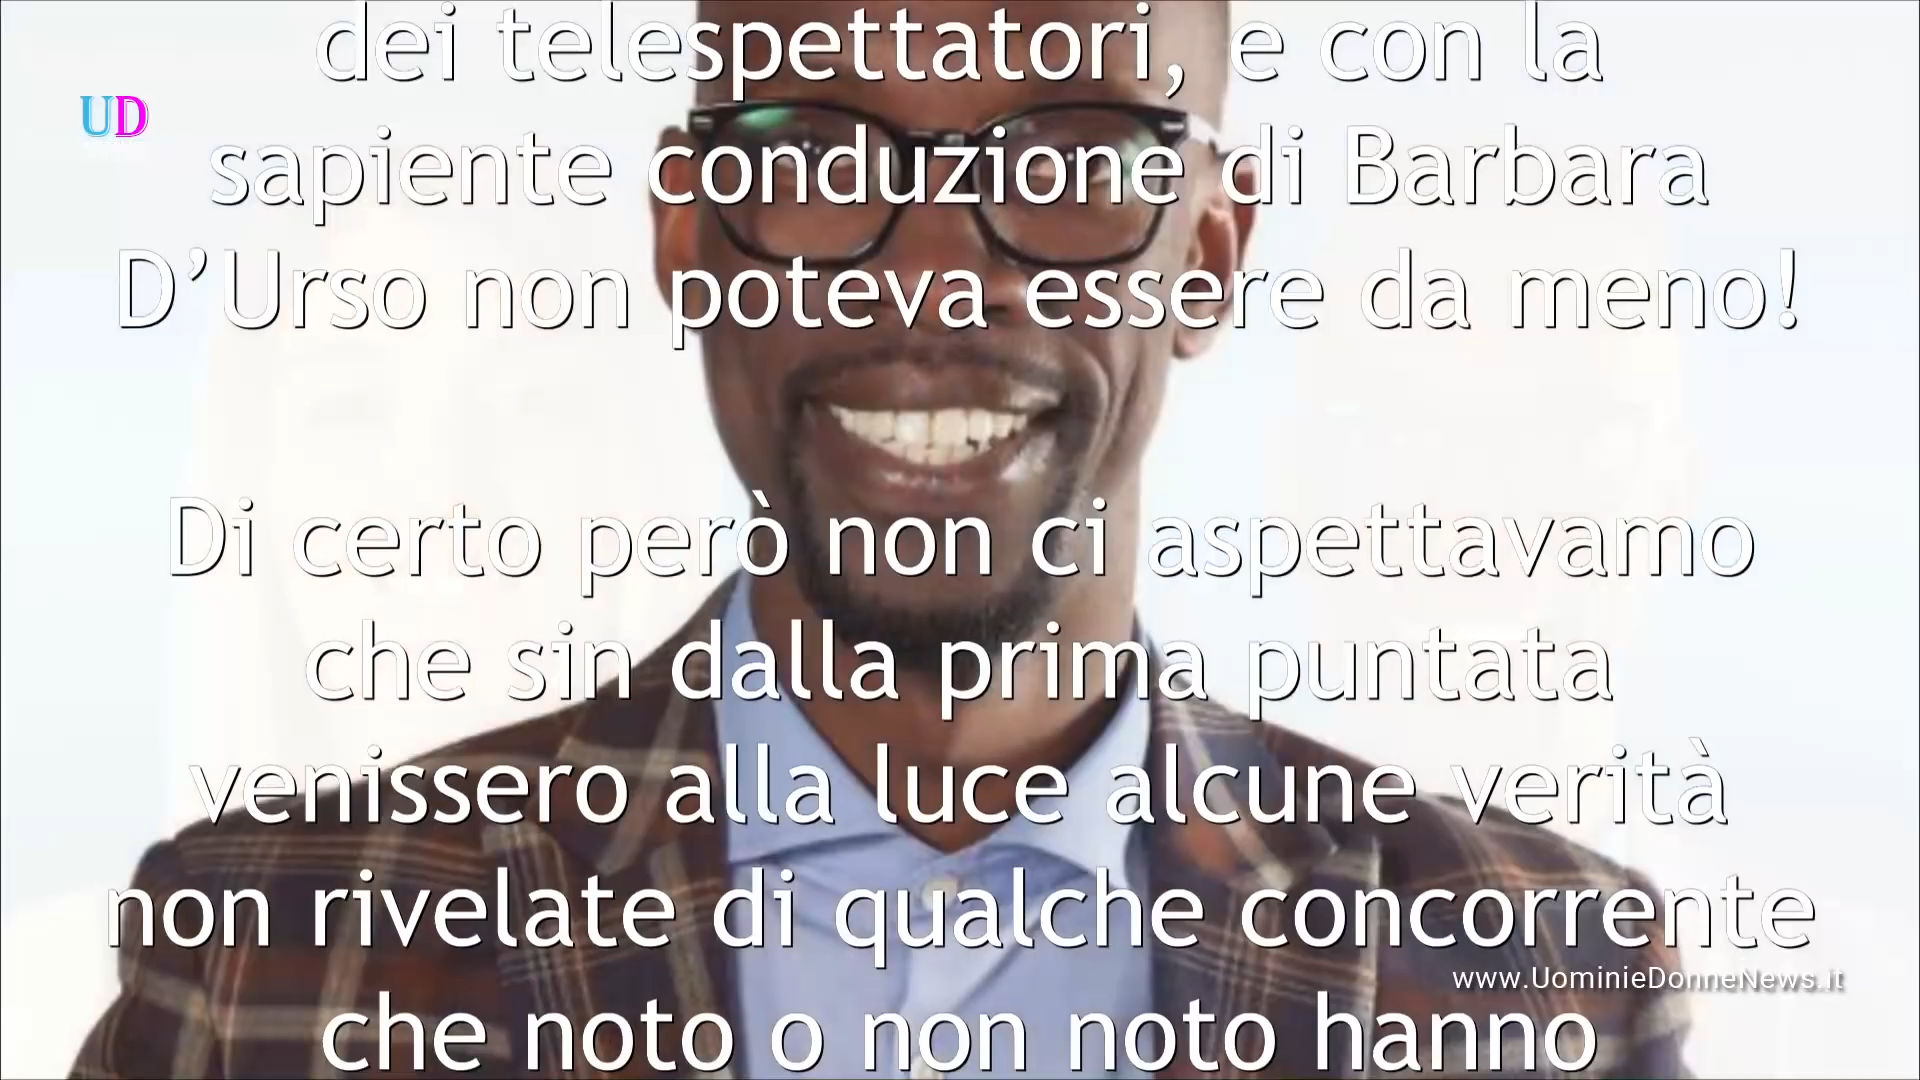 dei telespettatori, e con la
UD
sapiente conduzione di Barbara
D’Urso non poteva essere da meno!
Di certo però non ci aspettavamo
che sin dalla prima puntata
venissero alla luce alcune verità
non rivelate di qualche concorrente
www.UominieDonneNews.it
che noto o non noto hanno